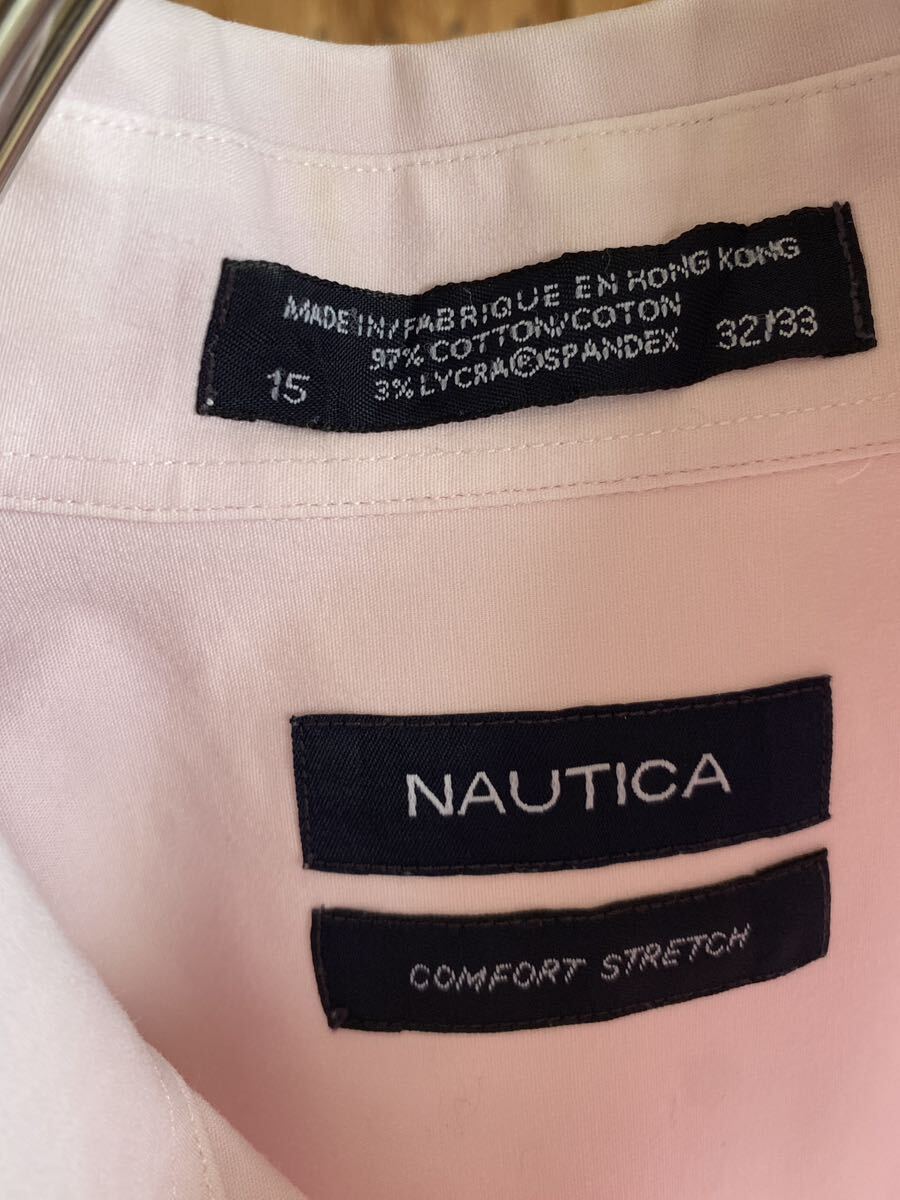 MADE IN/FABRIQUE EN HONG KONG
97% COTTON/COTON
15 3% LYCRA®SPANDEX 32/33
NAUTICA
COMFORT STRETCH